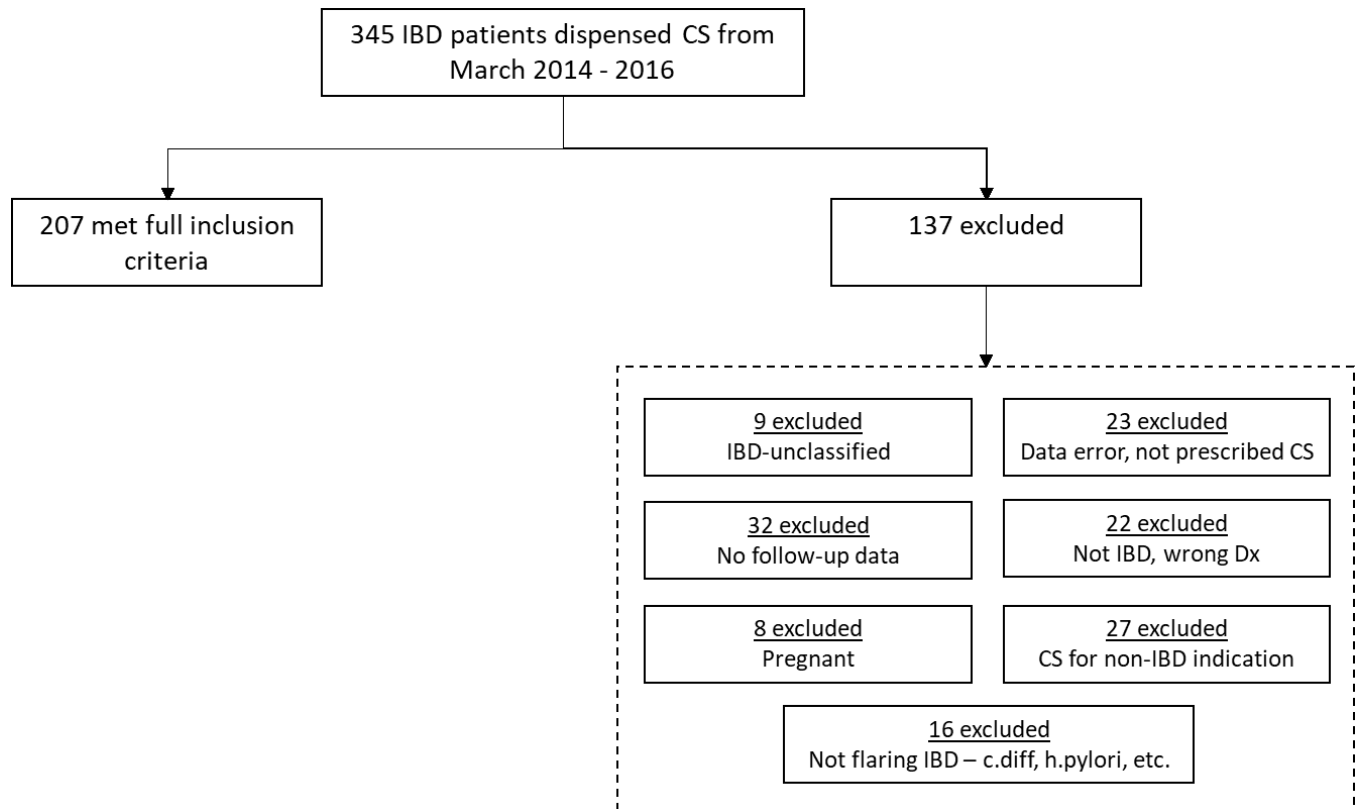 345 IBD patients dispensed CS from
March 2014 - 2016
207 met full inclusion
criteria
137 excluded
9 excluded
IBD-unclassified
23 excluded
Data error, not prescribed CS
32 excluded
No follow-up data
22 excluded
Not IBD, wrong Dx
8 excluded
Pregnant
27 excluded
CS for non-IBD indication
16 excluded
Not flaring IBD – c.diff, h.pylori, etc.